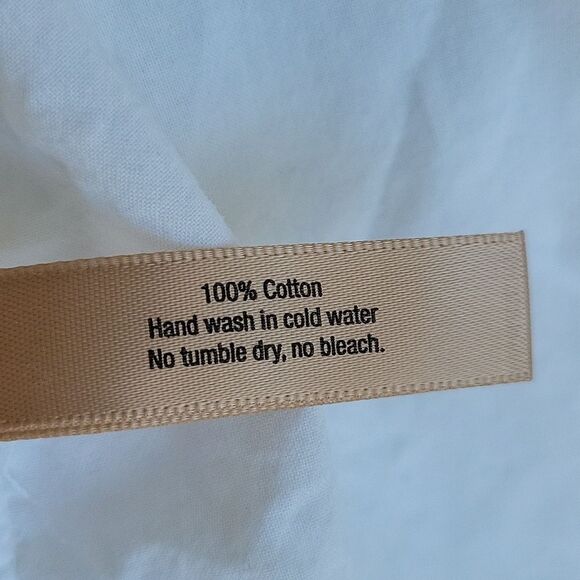 100% Cotton
Hand wash in cold water
No tumble dry, no bleach.